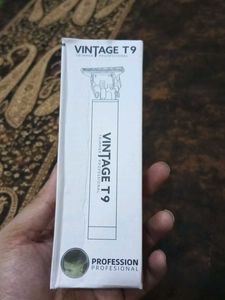 VINTAGE T9
VINTAGE T9
PROFESSION
PROFESIONAL